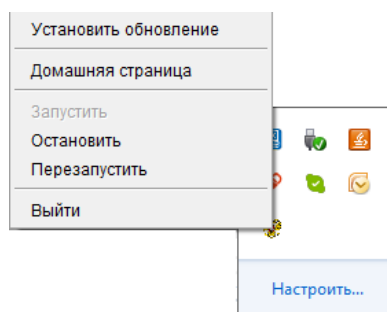 Установить обновление
Домашняя страница
Запустить
Остановить
Перезапустить
Выйти
Настроить...